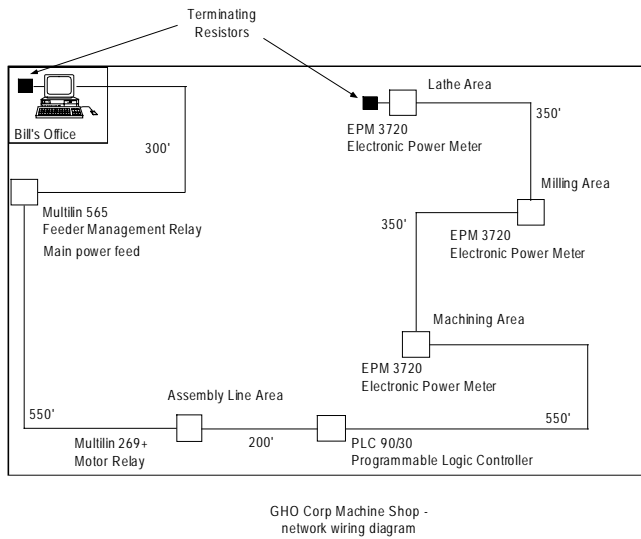 Terminating
Resistors
Lathe Area
Bill's Office
EPM 3720
Electronic Power Meter
350'
300'
Milling Area
Multilin 565
Feeder Management Relay
Main power feed
350'
EPM 3720
Electronic Power Meter
Machining Area
EPM 3720
Electronic Power Meter
Assembly Line Area
550'
550'
Multilin 269+
Motor Relay
200'
PLC 90/30
Programmable Logic Controller
GHO Corp Machine Shop -
network wiring diagram